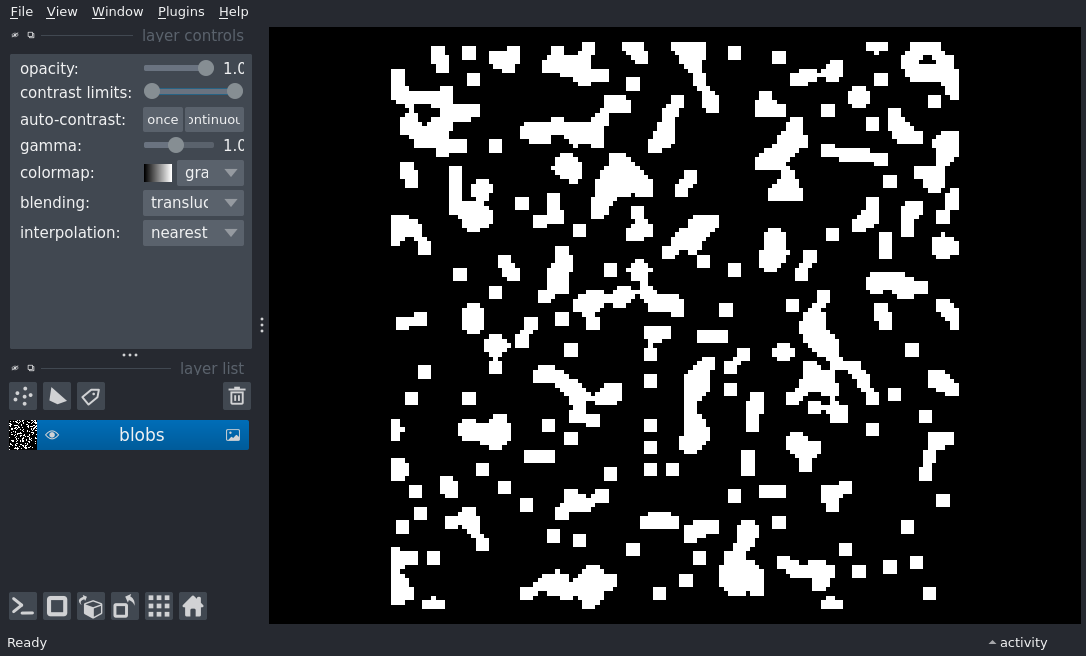 File View Window Plugins Help
layer controls
opacity: 1.0
contrast limits:
auto-contrast: once ontinuou
gamma: 1.0
colormap: gra
blending: transluc
interpolation: nearest
layer list
blobs
Ready
activity